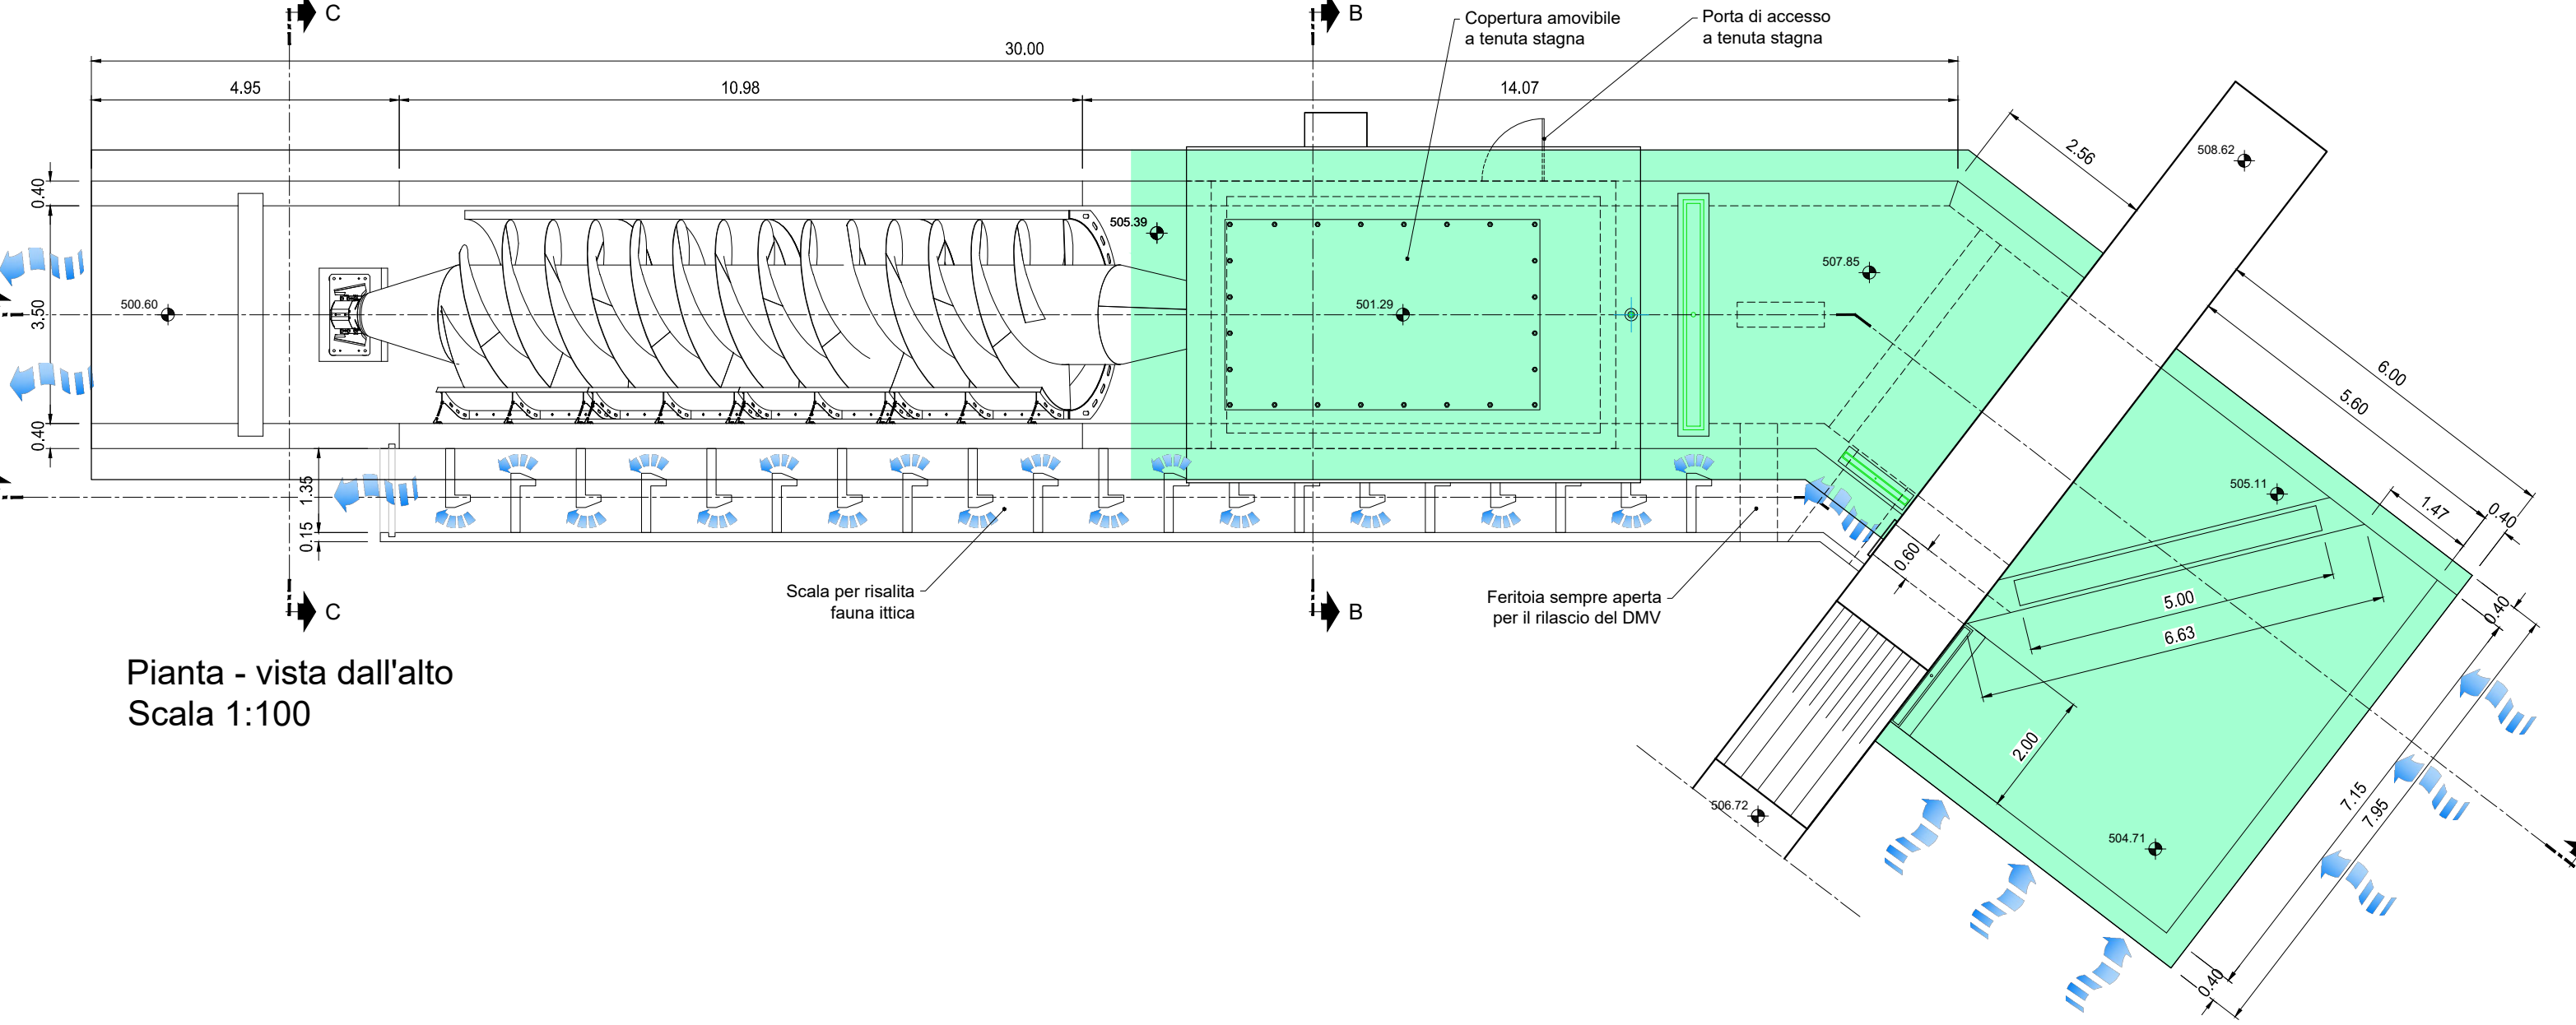 C
B
Copertura amovibile
a tenuta stagna
Porta di accesso
a tenuta stagna
30.00
4.95
10.98
14.07
2.56
508.62
0.40
505.39
507.85
500.60
501.29
3.50
6.00
5.60
0.40
1.35
0.15
505.11
1.47
0.40
0.60
5.00
6.63
0.40
Scala per risalita
fauna ittica
Feritoia sempre aperta
per il rilascio del DMV
C
B
Pianta - vista dall'alto
Scala 1:100
2.00
506.72
504.71
7.15
7.95
0.40